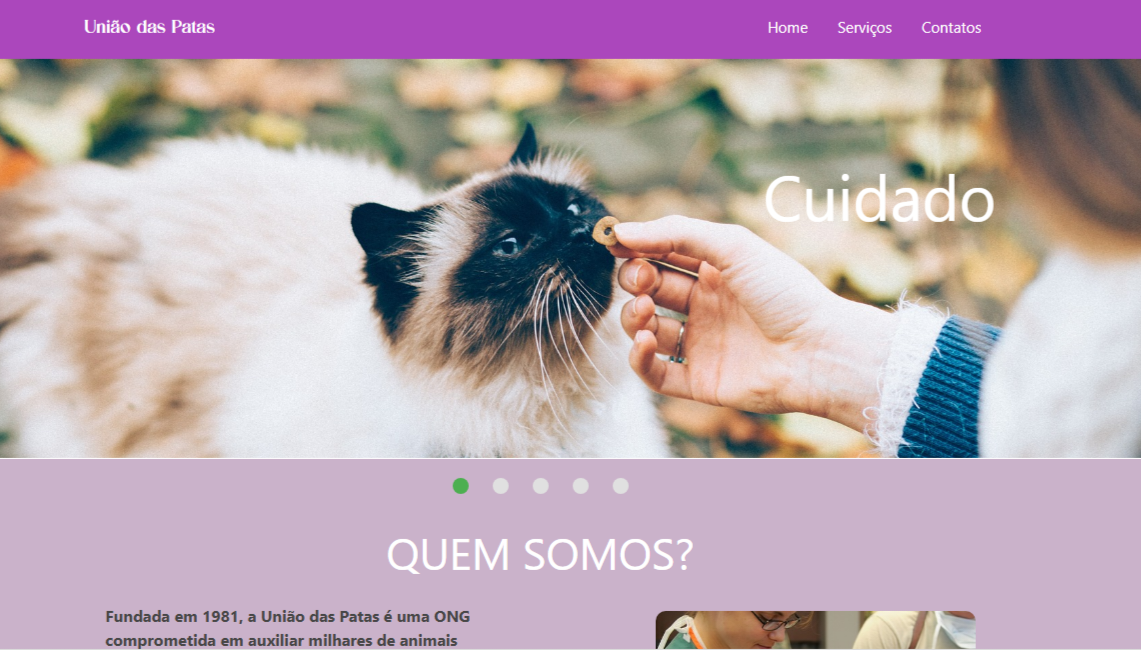 União das Patas
Home Serviços Contatos
Cuidado
QUEM SOMOS?
Fundada em 1981, a União das Patas é uma ONG
comprometida em auxiliar milhares de animais